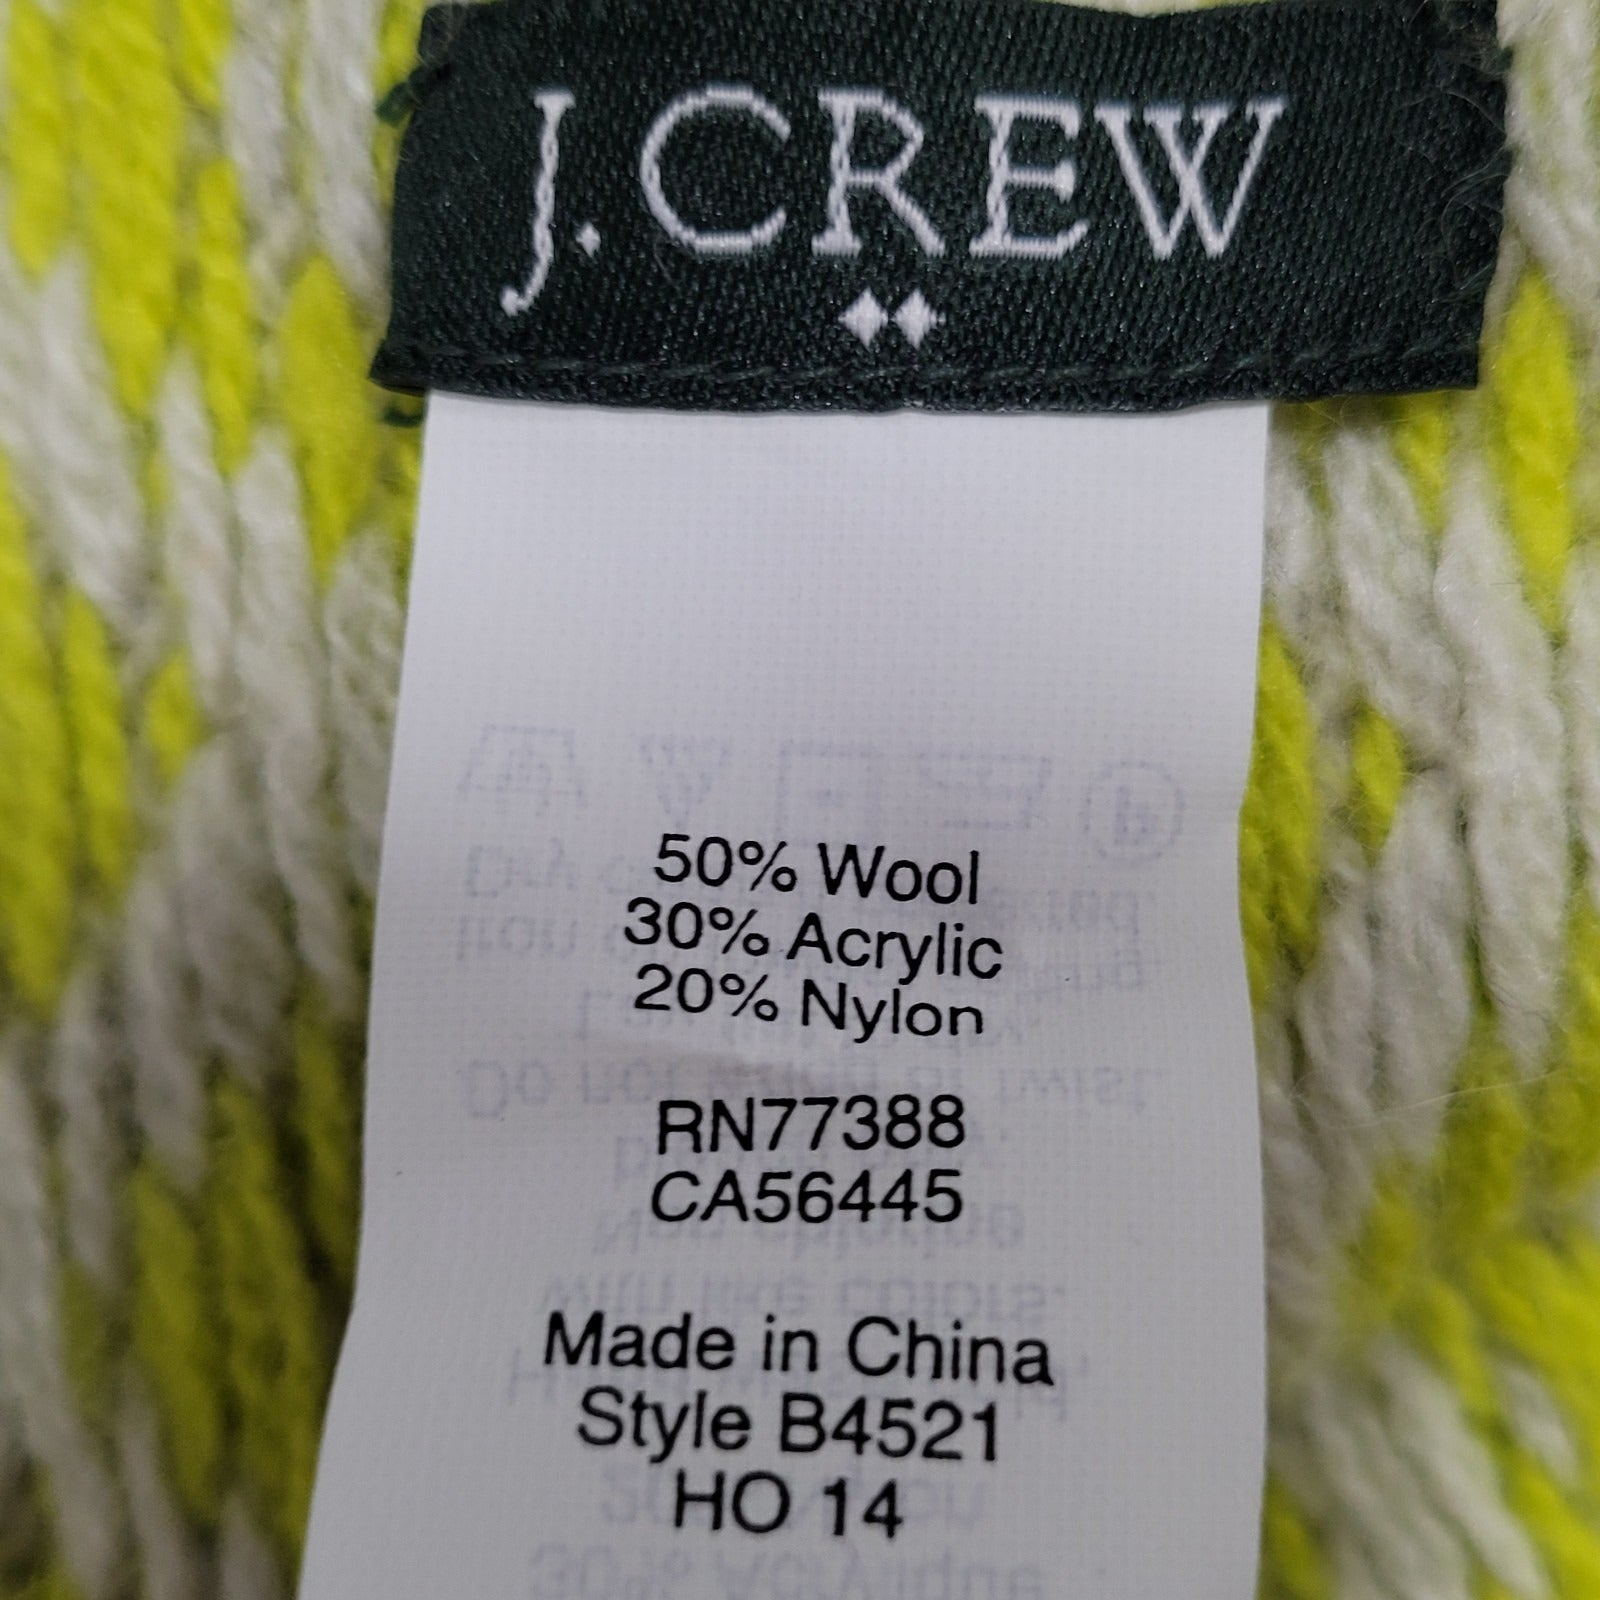 J.CREW
50% Wool
30% Acrylic
20% Nylon
RN77388
CA56445
Made in China
Style B4521
HO 14